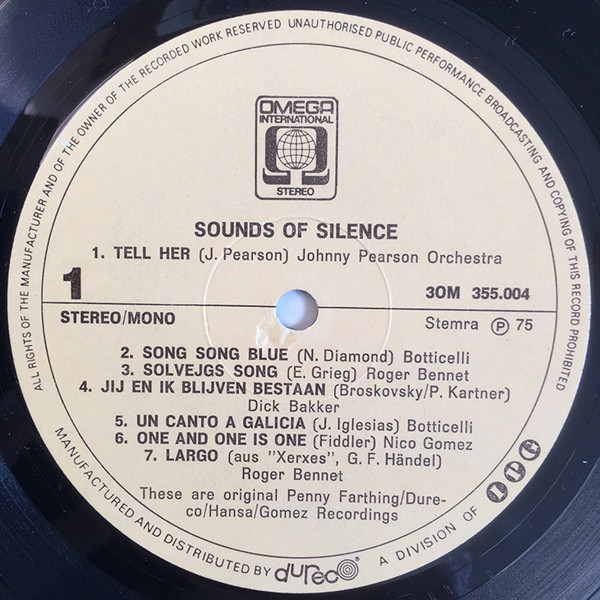 ALL RIGHTS OF THE MANUFACTURER AND OF THE OWNER OF THE RECORDED WORK RESERVED UNAUTHORISED PUBLIC PERFORMANCE BROADCASTING AND COPYING OF THIS RECORD PROHIBITED
OMEGA
INTERNATIONAL
STEREO
SOUNDS OF SILENCE
1. TELL HER (J. Pearson) Johnny Pearson Orchestra
1
30M 355.004
STEREO/MONO
Stemra Ⓟ 75
2. SONG SONG BLUE (N. Diamond) Botticelli
3. SOLVEJGS SONG (E. Grieg) Roger Bennet
4. JIJ EN IK BLIJVEN BESTAAN (Broskovsky/P. Kartner)
Dick Bakker
5. UN CANTO A GALICIA (J. Iglesias) Botticelli
6. ONE AND ONE IS ONE (Fiddler) Nico Gomez
7. LARGO (aus "Xerxes", G. F. Händel)
Roger Bennet
These are original Penny Farthing/Dure-
co/Hansa/Gomez Recordings
MANUFACTURED AND DISTRIBUTED BY dureco A DIVISION OF